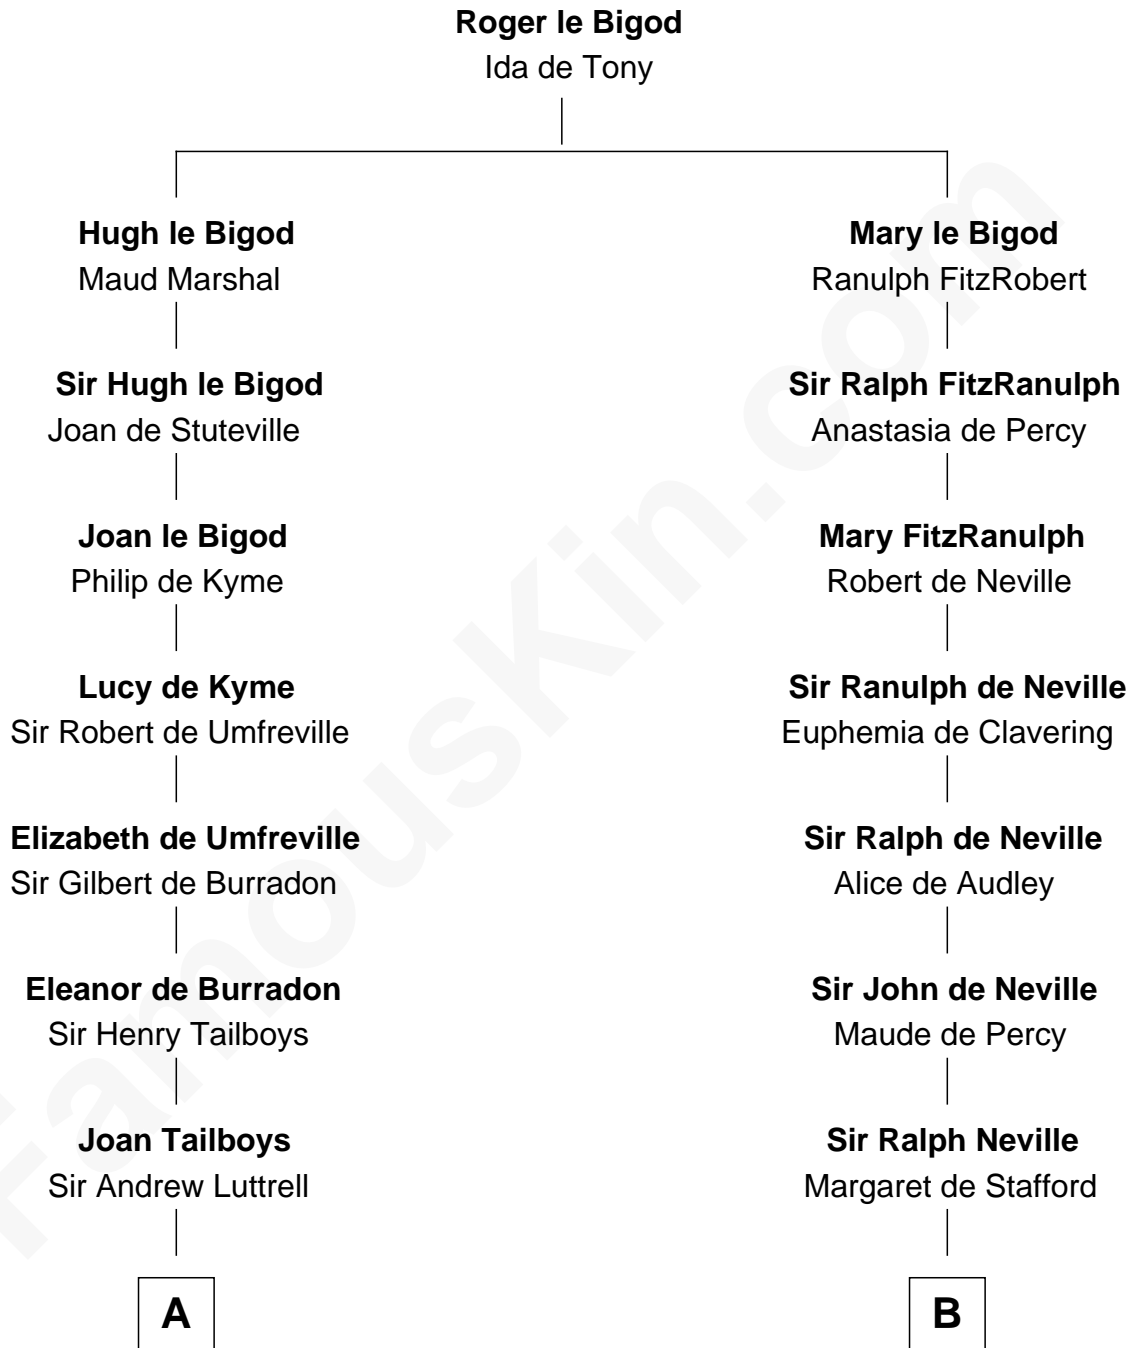 Roger le Bigod
Ida de Tony
Hugh le Bigod
Maud Marshal
Mary le Bigod
Ranulph FitzRobert
Sir Hugh le Bigod
Joan de Stuteville
Sir Ralph FitzRanulph
Anastasia de Percy
Joan le Bigod
Philip de Kyme
Mary FitzRanulph
Robert de Neville
Lucy de Kyme
Sir Robert de Umfreville
Sir Ranulph de Neville
Euphemia de Clavering
Elizabeth de Umfreville
Sir Gilbert de Burradon
Sir Ralph de Neville
Alice de Audley
Eleanor de Burradon
Sir Henry Tailboys
Sir John de Neville
Maude de Percy
Joan Tailboys
Sir Andrew Luttrell
Sir Ralph Neville
Margaret de Stafford
A
B
FamousKin.com